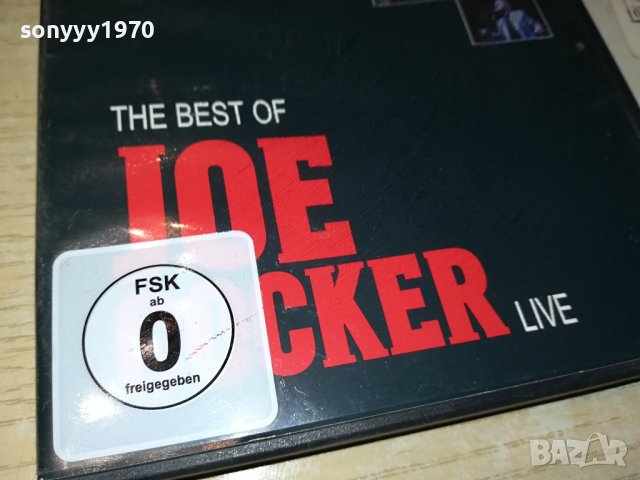 sonyyy1970
THE BEST OF
JOE
CKER
LIVE
FSK
ab
0
freigegeben
BAZAR